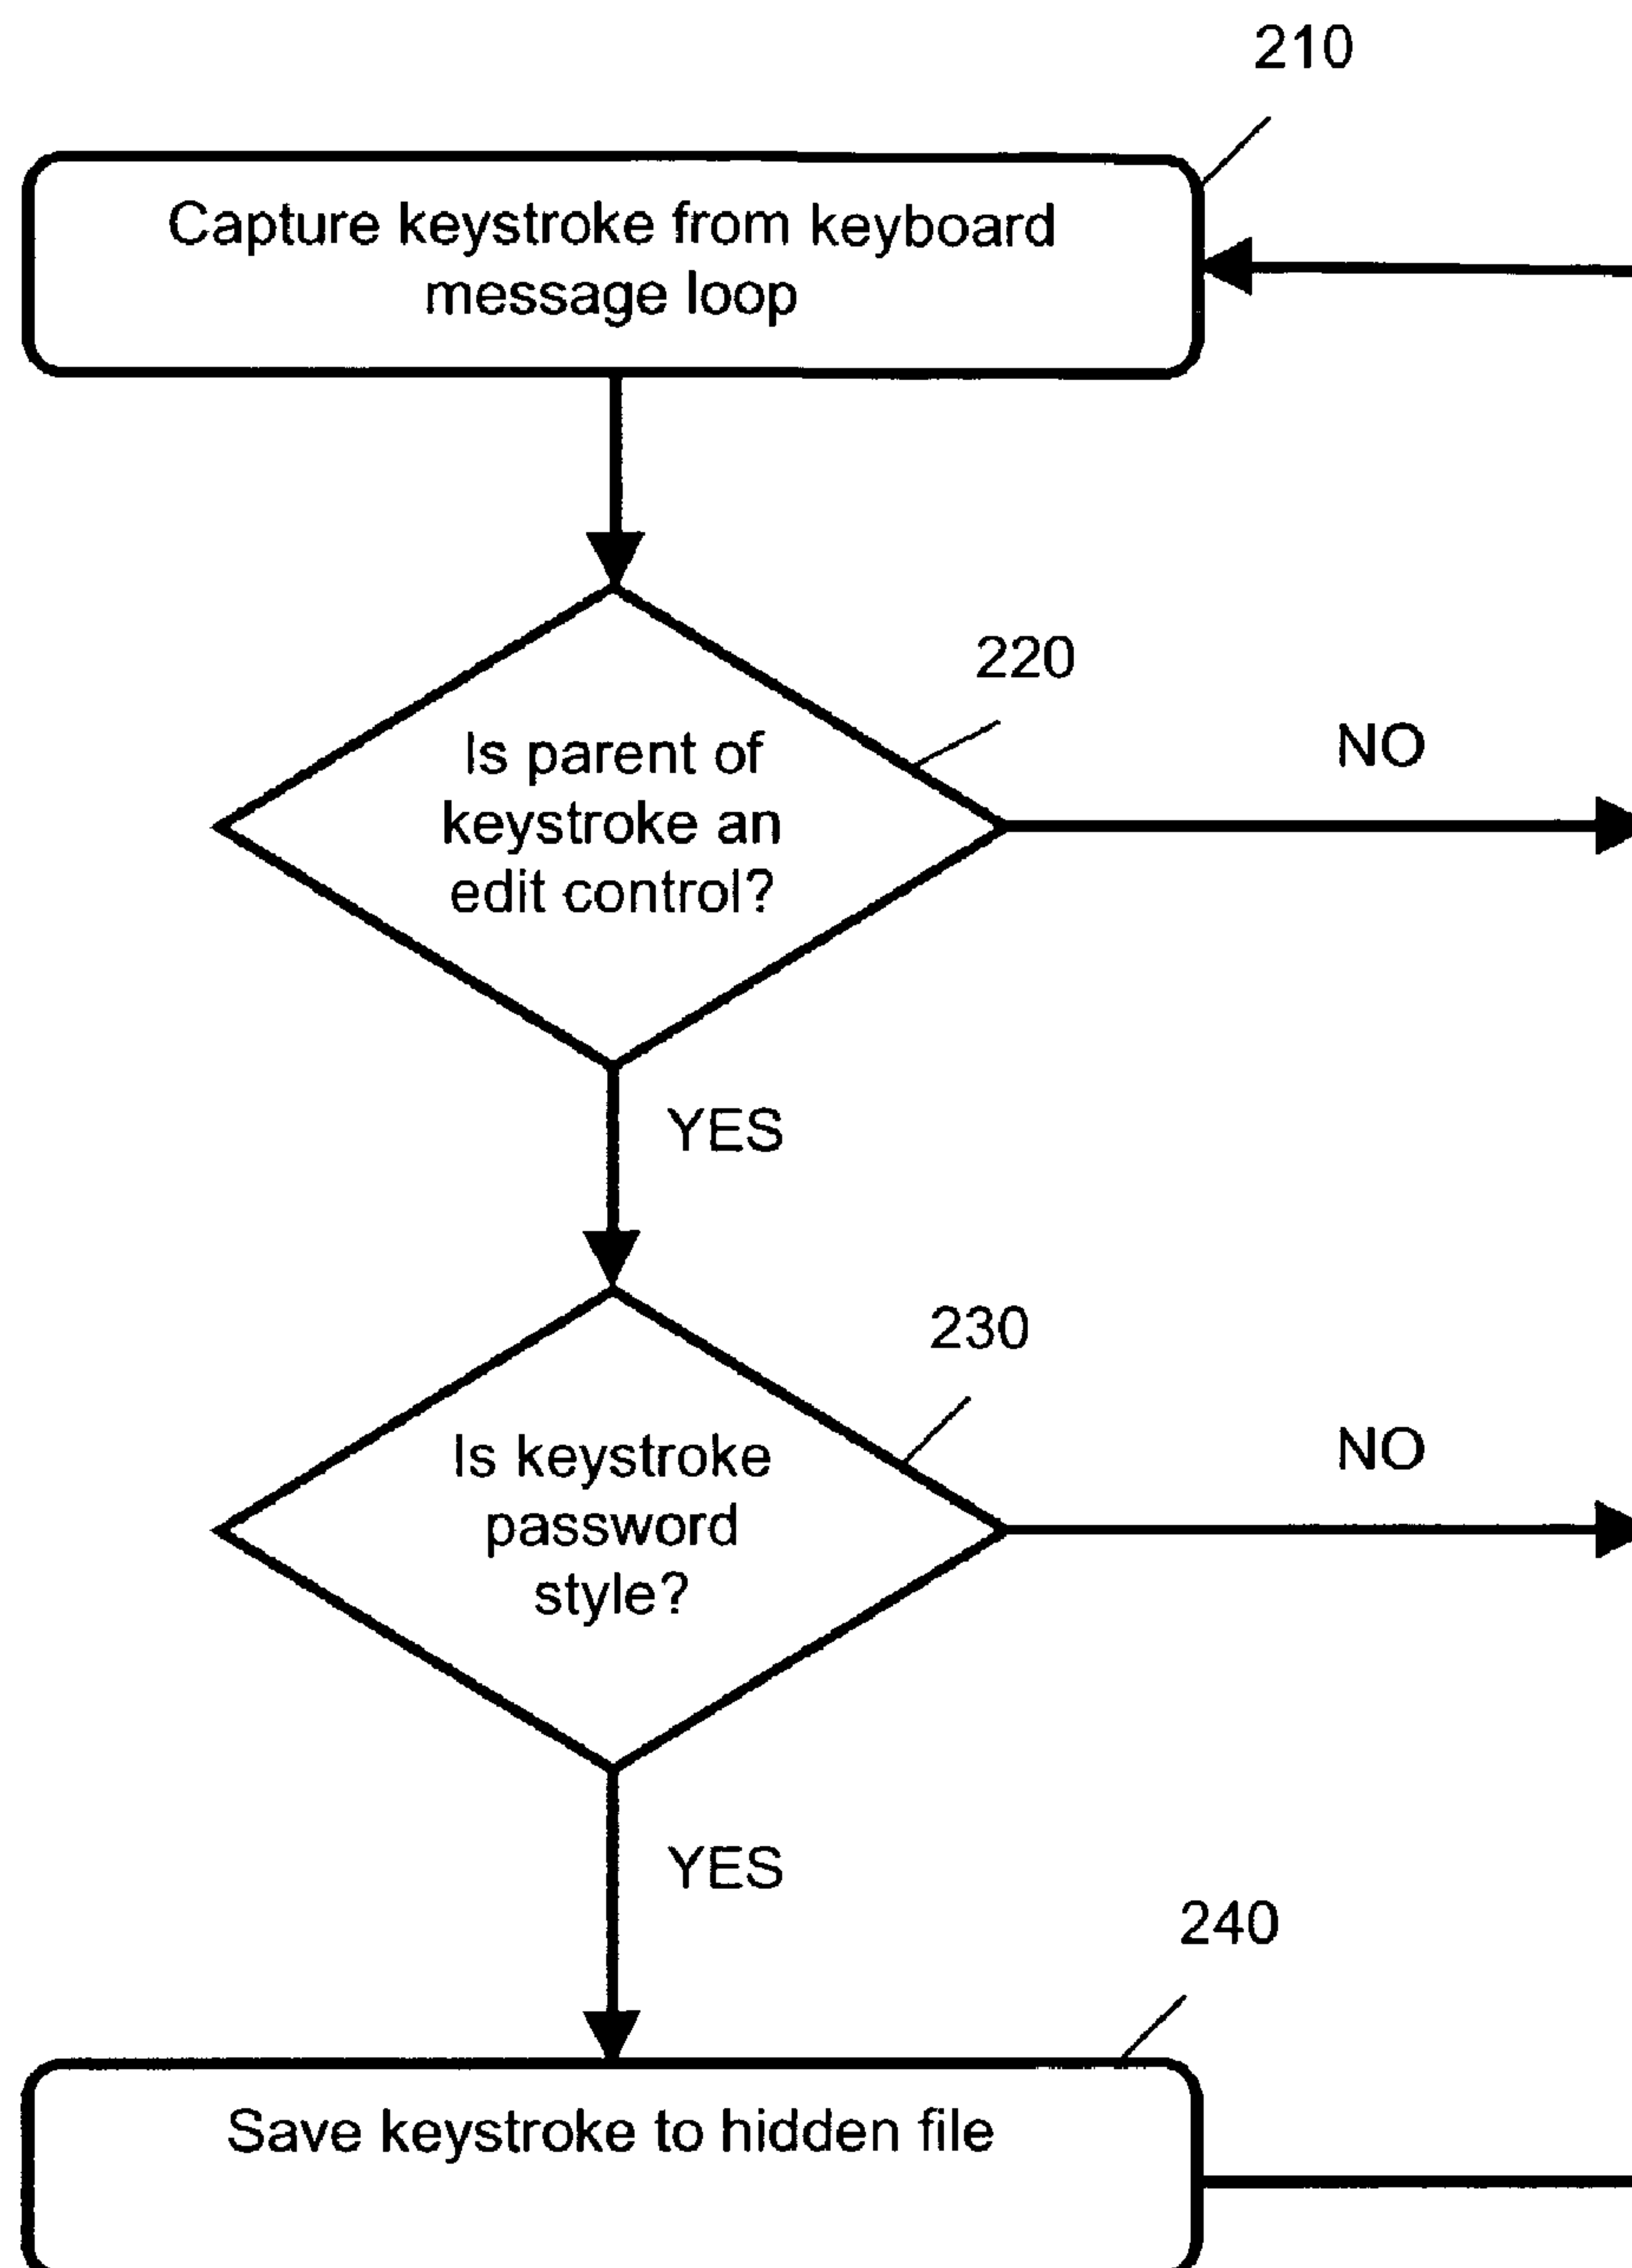 210
Capture keystroke from keyboard
message loop
220
Is parent of
keystroke an
edit control?
NO
YES
230
Is keystroke
password
style?
NO
YES
240
Save keystroke to hidden file